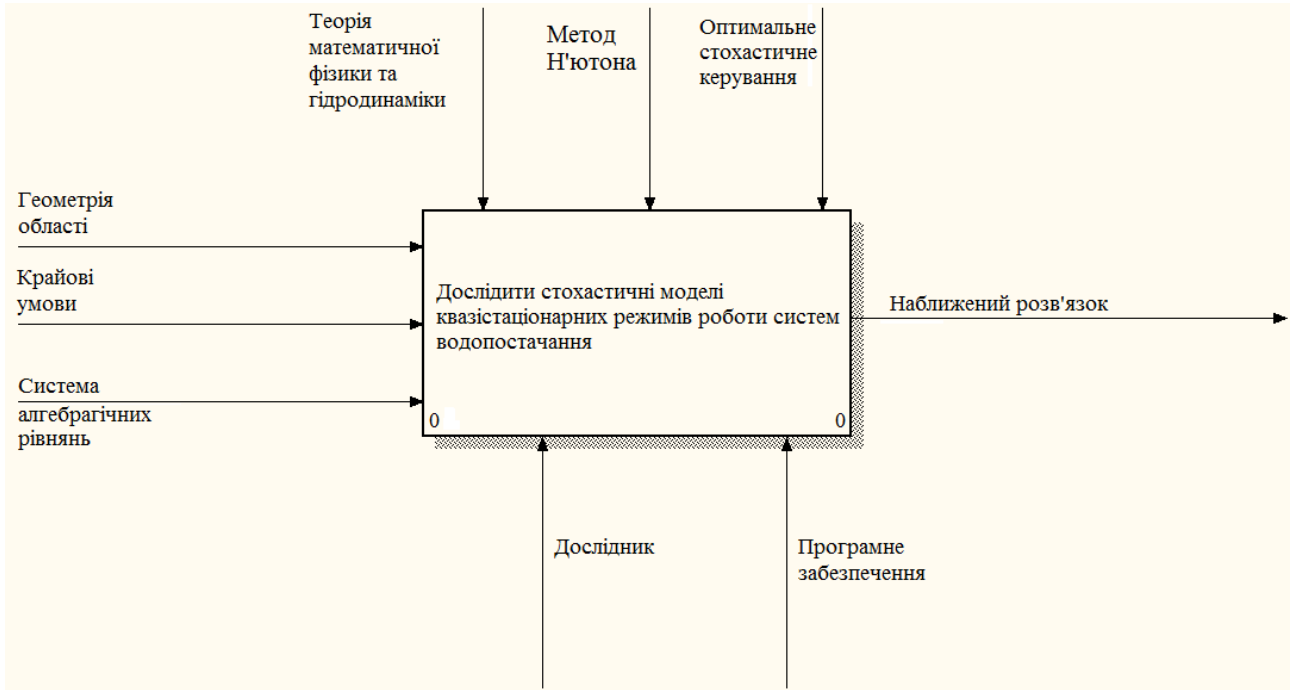 Теорія
математичної
фізики та
гідродинаміки
Метод
Н'ютона
Оптимальне
стохастичне
керування
Геометрія
області
Крайові
умови
Система
алгебрагічних
рівнянь
Дослідити стохастичні моделі
квазістаціонарних режимів роботи систем
водопостачання
0
0
Наближений розв'язок
Дослідник
Програмне
забезпечення